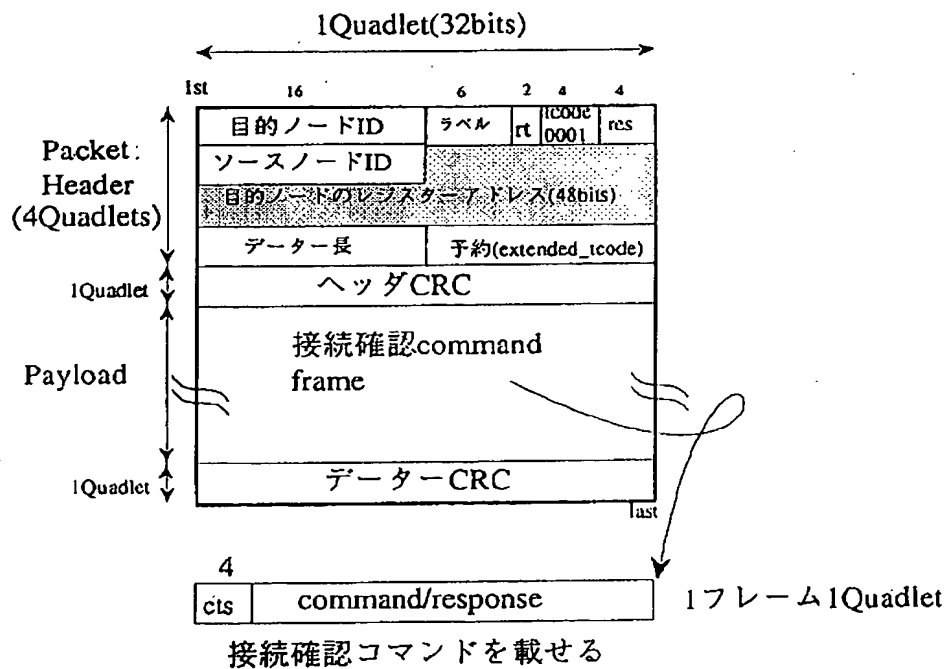 1Quadlet(32bits)
1st 16 6 2 4 4
目的ノードID ラベル rt tcode 0001 res
Packet:
Header
(4Quadlets)
ソースノードID
目的ノードのレジスターアドレス(48bits)
データー長 予約(extended_tcode)
1Quadlet ヘッダCRC
Payload
接続確認command
frame
1Quadlet データーCRC
last
4
cts command/response 1フレーム1Quadlet
接続確認コマンドを載せる